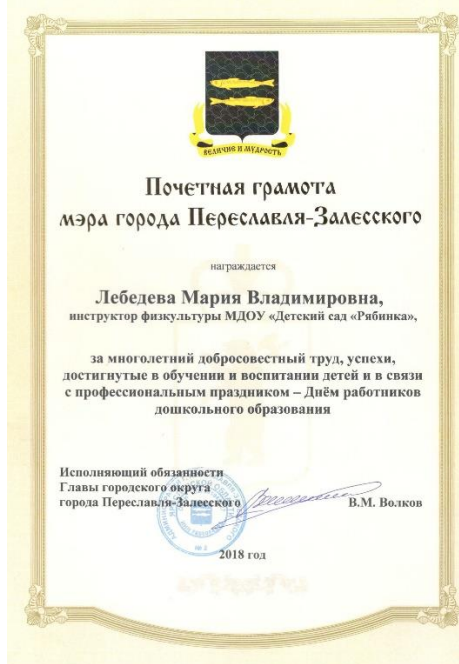 ВЕЛИЧИЕ И МУДРОСТЬ
Почетная грамота
мэра города Переславля-Залесского
награждается
Лебедева Мария Владимировна,
инструктор физкультуры МДОУ «Детский сад «Рябинка»,
за многолетний добросовестный труд, успехи,
достигнутые в обучении и воспитании детей и в связи
с профессиональным праздником – Днём работников
дошкольного образования
Исполняющий обязанности
Главы городского округа
города Переславля-Залесского
В.М. Волков
№ 2
2018 год